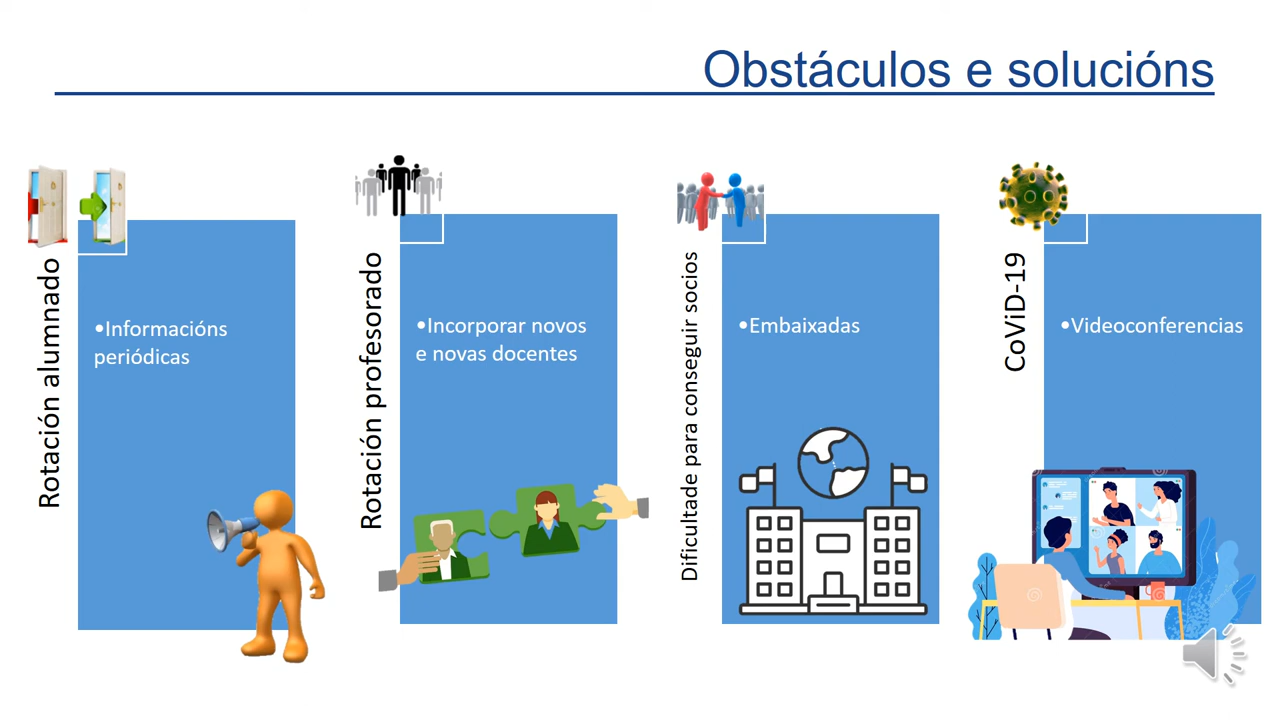 Obstáculos e solucións
Rotación alumnado
•Informacións
periódicas
Rotación profesorado
•Incorporar novos
e novas docentes
Dificultade para conseguir socios
•Embaixadas
CoViD-19
•Videoconferencias